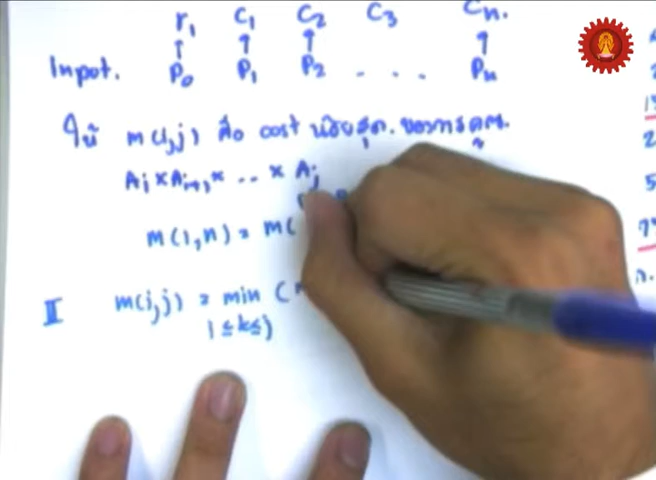 r₁ c₁ c₂ c₃ cₙ.
↑ ↑ ↑ ↑
Input. P₀ P₁ P₂ . . . Pₙ
ให้ m(i,j) คือ cost น้อยสุด. ของการคูณ.
Aᵢ × Aᵢ₊₁ × .. × Aⱼ
m(1,n) = m(
II m(i,j) = min (
i ≤ k ≤ j